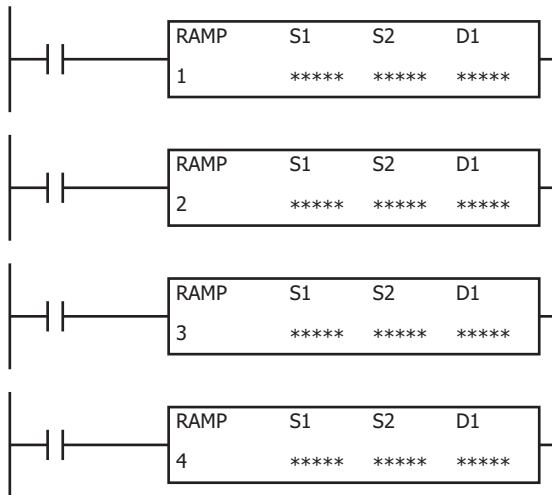 RAMP S1 S2 D1
1 ***** ***** *****
RAMP S1 S2 D1
2 ***** ***** *****
RAMP S1 S2 D1
3 ***** ***** *****
RAMP S1 S2 D1
4 ***** ***** *****